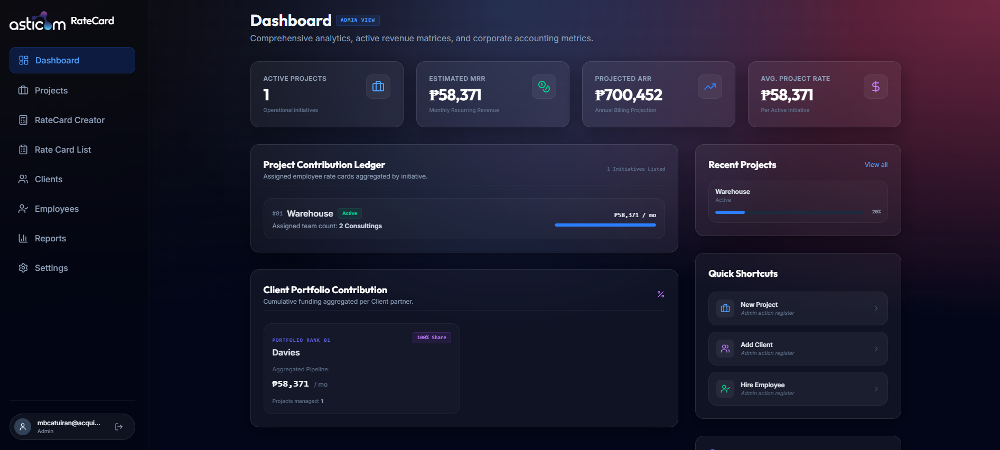 asticom RateCard
Dashboard
Projects
RateCard Creator
Rate Card List
Clients
Employees
Reports
Settings
mbcatuiran@acqui...
Admin
Dashboard ADMIN VIEW
Comprehensive analytics, active revenue matrices, and corporate accounting metrics.
ACTIVE PROJECTS
1
Operational initiatives
ESTIMATED MRR
₱58,371
Monthly Recurring Revenue
PROJECTED ARR
₱700,452
Annual Billing Projection
AVG. PROJECT RATE
₱58,371
Per Active Initiative
Project Contribution Ledger
Assigned employee rate cards aggregated by initiative.
1 Initiatives Listed
#01 Warehouse Active
Assigned team count: 2 Consultings
₱58,371 / mo
Client Portfolio Contribution
Cumulative funding aggregated per Client partner.
PORTFOLIO RANK 01
100% Share
Davies
Aggregated Pipeline:
₱58,371 / mo
Projects managed: 1
Recent Projects
View all
Warehouse
Active
20%
Quick Shortcuts
New Project
Admin action register
Add Client
Admin action register
Hire Employee
Admin action register